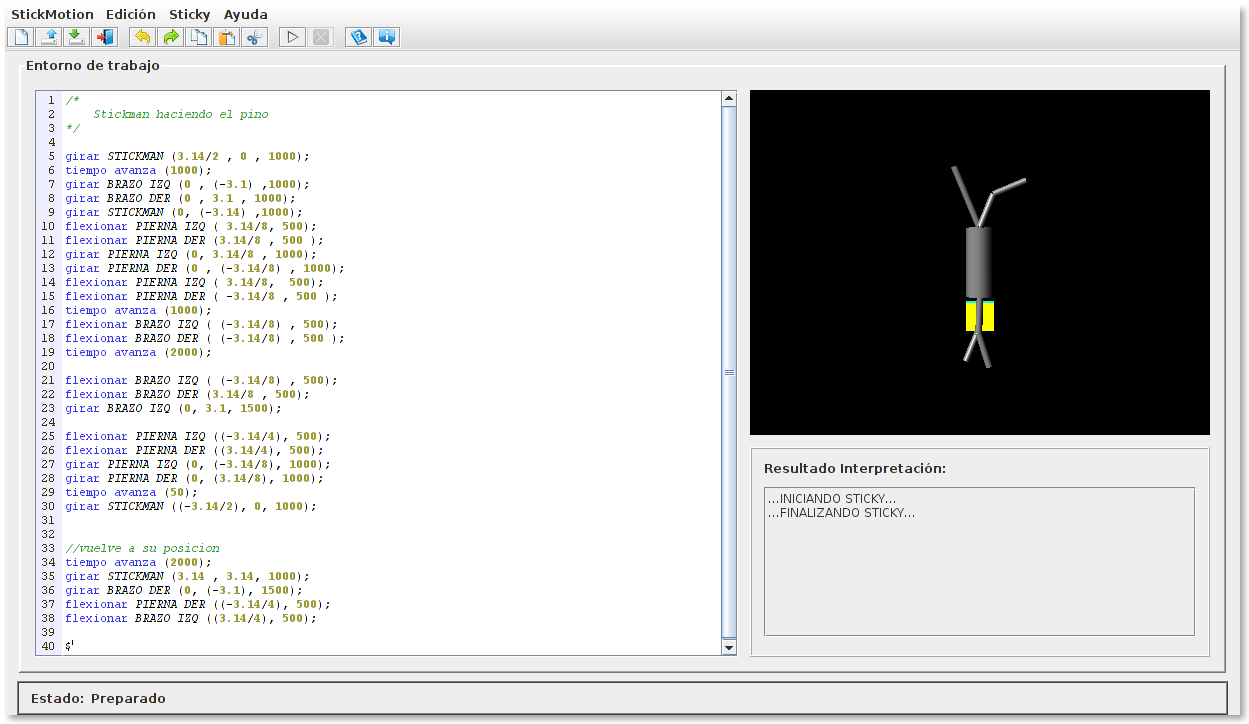 StickMotion Edición Sticky Ayuda
Entorno de trabajo
1 /*
2 Stickman haciendo el pino
3 */
4
5 girar STICKMAN (3.14/2 , 0 , 1000);
6 tiempo avanza (1000);
7 girar BRAZO IZQ (0 , (-3.1) ,1000);
8 girar BRAZO DER (0 , 3.1 , 1000);
9 girar STICKMAN (0, (-3.14) ,1000);
10 flexionar PIERNA IZQ ( 3.14/8, 500);
11 flexionar PIERNA DER (3.14/8 , 500 );
12 girar PIERNA IZQ (0, 3.14/8 , 1000);
13 girar PIERNA DER (0 , (-3.14/8) , 1000);
14 flexionar PIERNA IZQ ( 3.14/8,  500);
15 flexionar PIERNA DER ( -3.14/8 , 500 );
16 tiempo avanza (1000);
17 flexionar BRAZO IZQ ( (-3.14/8) , 500);
18 flexionar BRAZO DER ( (-3.14/8) , 500 );
19 tiempo avanza (2000);
20
21 flexionar BRAZO IZQ ( (-3.14/8) , 500);
22 flexionar BRAZO DER (3.14/8 , 500);
23 girar BRAZO IZQ (0, 3.1, 1500);
24
25 flexionar PIERNA IZQ ((-3.14/4), 500);
26 flexionar PIERNA DER ((3.14/4), 500);
27 girar PIERNA IZQ (0, (-3.14/8), 1000);
28 girar PIERNA DER (0, (3.14/8), 1000);
29 tiempo avanza (50);
30 girar STICKMAN ((-3.14/2), 0, 1000);
31
32
33 //vuelve a su posicion
34 tiempo avanza (2000);
35 girar STICKMAN (3.14 , 3.14, 1000);
36 girar BRAZO DER (0, (-3.1), 1500);
37 flexionar PIERNA DER ((-3.14/4), 500);
38 flexionar BRAZO IZQ ((3.14/4), 500);
39
40 $
Resultado Interpretación:
...INICIANDO STICKY...
...FINALIZANDO STICKY...
Estado: Preparado